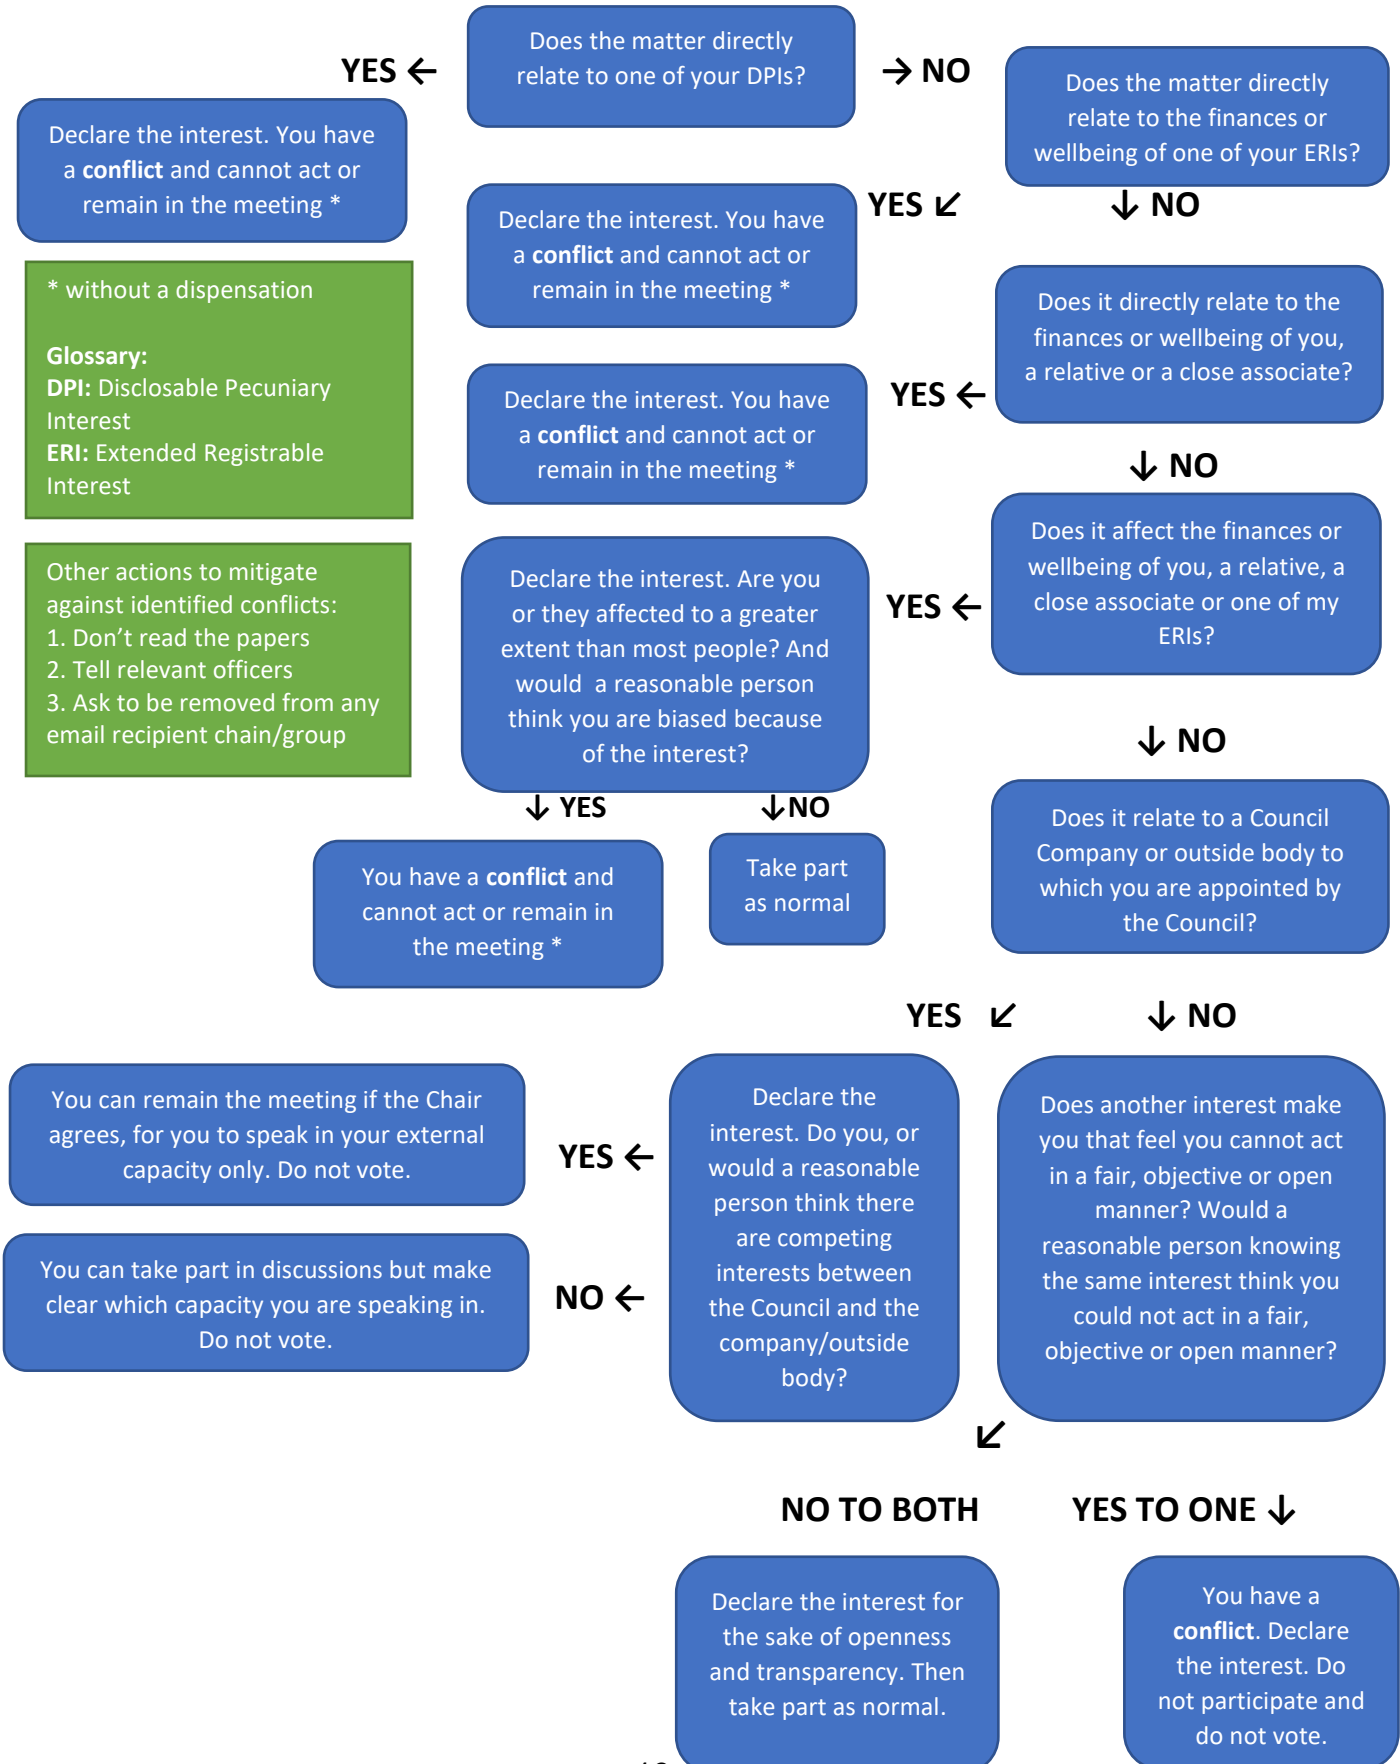 Does the matter directly
relate to one of your DPIs?
YES ←
→ NO
Declare the interest. You have
a conflict and cannot act or
remain in the meeting *
Does the matter directly
relate to the finances or
wellbeing of one of your ERIs?
YES ↙
↓ NO
Declare the interest. You have
a conflict and cannot act or
remain in the meeting *
* without a dispensation
Glossary:
DPI: Disclosable Pecuniary
Interest
ERI: Extended Registrable
Interest
Does it directly relate to the
finances or wellbeing of you,
a relative or a close associate?
YES ←
↓ NO
Declare the interest. You have
a conflict and cannot act or
remain in the meeting *
Does it affect the finances or
wellbeing of you, a relative, a
close associate or one of my
ERIs?
YES ←
↓ NO
Declare the interest. Are you
or they affected to a greater
extent than most people? And
would a reasonable person
think you are biased because
of the interest?
Other actions to mitigate
against identified conflicts:
1. Don’t read the papers
2. Tell relevant officers
3. Ask to be removed from any
email recipient chain/group
↓ YES
↓NO
You have a conflict and
cannot act or remain in
the meeting *
Take part
as normal
Does it relate to a Council
Company or outside body to
which you are appointed by
the Council?
YES ↙
↓ NO
Declare the
interest. Do you, or
would a reasonable
person think there
are competing
interests between
the Council and the
company/outside
body?
YES ←
You can remain the meeting if the Chair
agrees, for you to speak in your external
capacity only. Do not vote.
NO ←
You can take part in discussions but make
clear which capacity you are speaking in.
Do not vote.
Does another interest make
you that feel you cannot act
in a fair, objective or open
manner? Would a
reasonable person knowing
the same interest think you
could not act in a fair,
objective or open manner?
↙
NO TO BOTH
YES TO ONE ↓
Declare the interest for
the sake of openness
and transparency. Then
take part as normal.
You have a
conflict. Declare
the interest. Do
not participate and
do not vote.